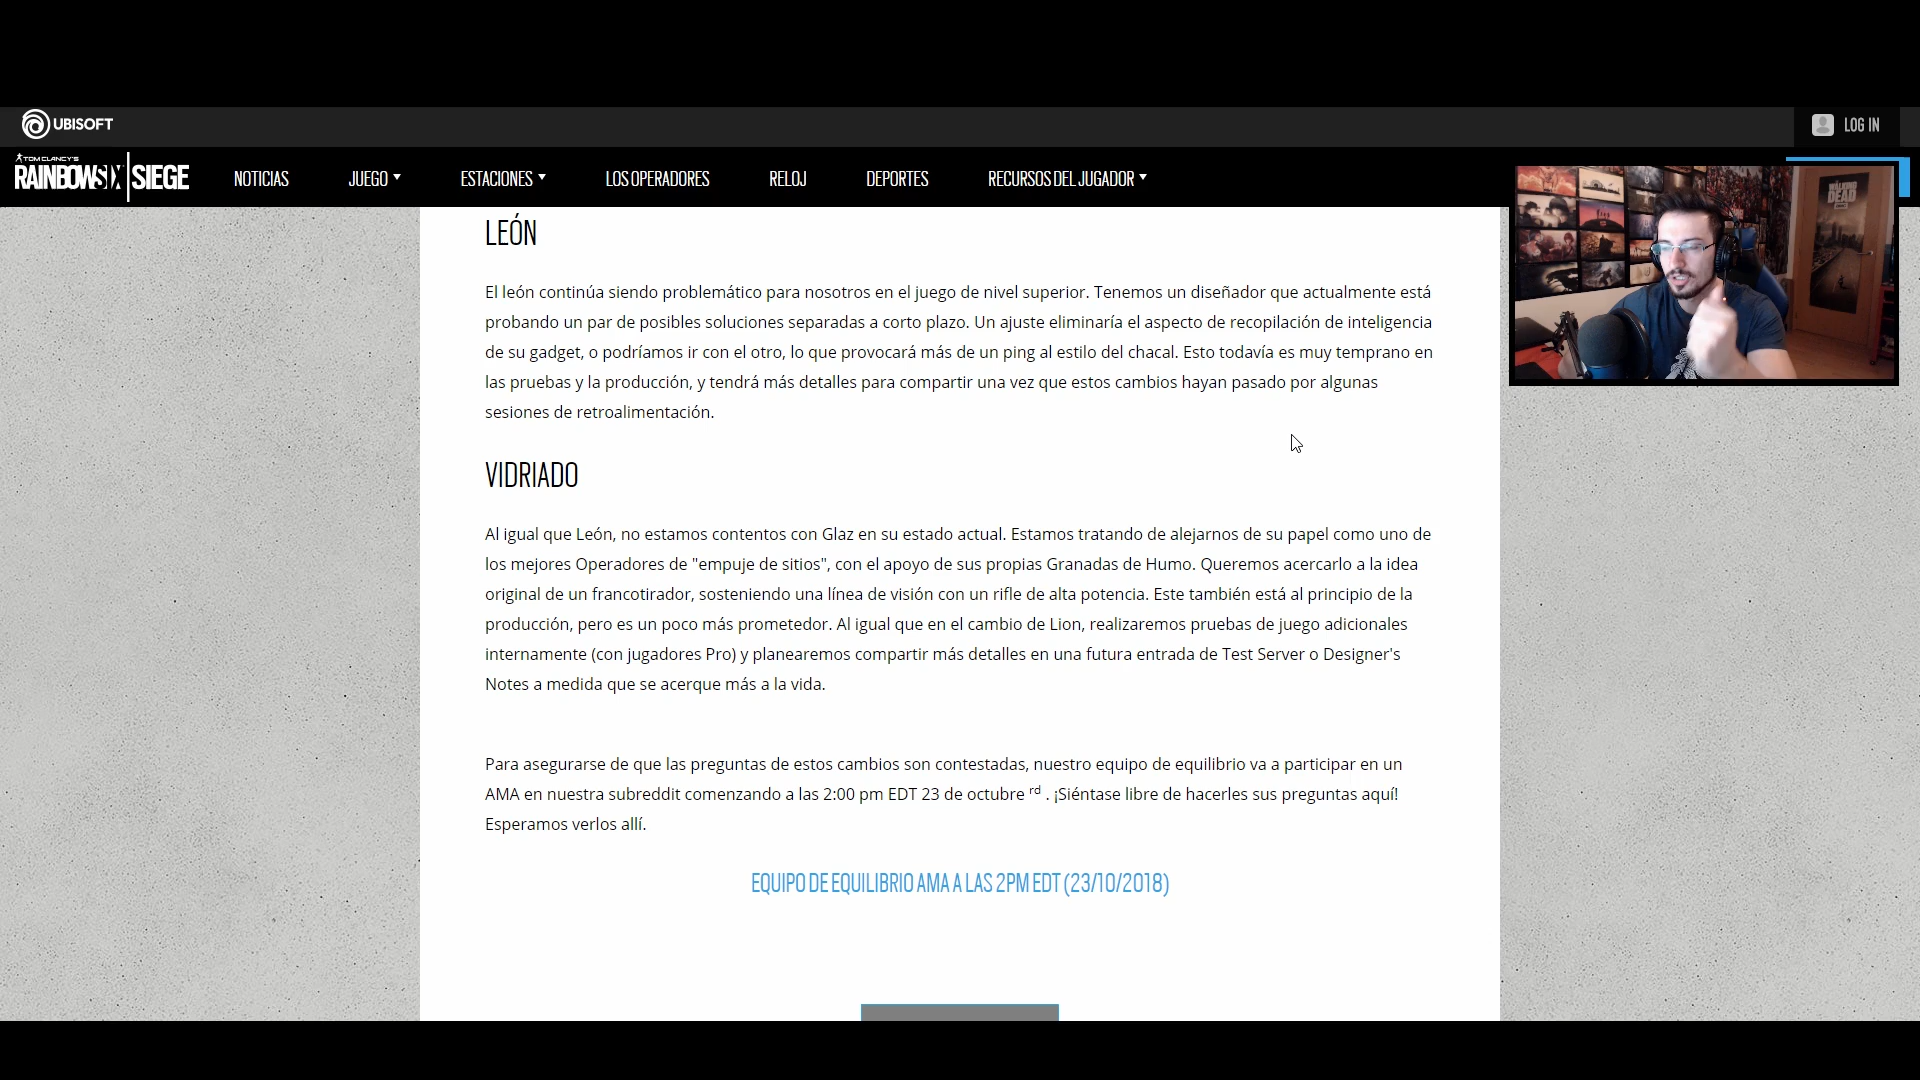 UBISOFT
LOG IN
TOM CLANCY'S
RAINBOW SIX | SIEGE
NOTICIAS
JUEGO
ESTACIONES
LOS OPERADORES
RELOJ
DEPORTES
RECURSOS DEL JUGADOR
THE
WALKING
DEAD
LEÓN
El león continúa siendo problemático para nosotros en el juego de nivel superior. Tenemos un diseñador que actualmente está
probando un par de posibles soluciones separadas a corto plazo. Un ajuste eliminaría el aspecto de recopilación de inteligencia
de su gadget, o podríamos ir con el otro, lo que provocará más de un ping al estilo del chacal. Esto todavía es muy temprano en
las pruebas y la producción, y tendrá más detalles para compartir una vez que estos cambios hayan pasado por algunas
sesiones de retroalimentación.
VIDRIADO
Al igual que León, no estamos contentos con Glaz en su estado actual. Estamos tratando de alejarnos de su papel como uno de
los mejores Operadores de "empuje de sitios", con el apoyo de sus propias Granadas de Humo. Queremos acercarlo a la idea
original de un francotirador, sosteniendo una línea de visión con un rifle de alta potencia. Este también está al principio de la
producción, pero es un poco más prometedor. Al igual que en el cambio de Lion, realizaremos pruebas de juego adicionales
internamente (con jugadores Pro) y planearemos compartir más detalles en una futura entrada de Test Server o Designer's
Notes a medida que se acerque más a la vida.
Para asegurarse de que las preguntas de estos cambios son contestadas, nuestro equipo de equilibrio va a participar en un
AMA en nuestra subreddit comenzando a las 2:00 pm EDT 23 de octubre rd . ¡Siéntase libre de hacerles sus preguntas aquí!
Esperamos verlos allí.
EQUIPO DE EQUILIBRIO AMA A LAS 2PM EDT (23/10/2018)